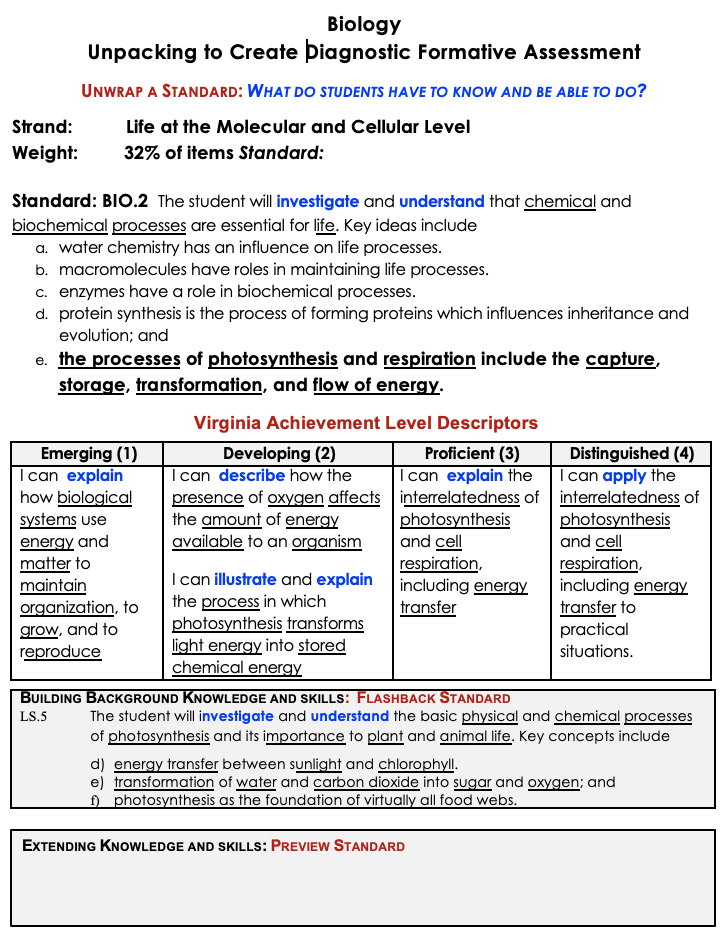 Biology
Unpacking to Create Diagnostic Formative Assessment
UNWRAP A STANDARD: WHAT DO STUDENTS HAVE TO KNOW AND BE ABLE TO DO?
Strand: Life at the Molecular and Cellular Level
Weight: 32% of items Standard:
Standard: BIO.2 The student will investigate and understand that chemical and
biochemical processes are essential for life. Key ideas include
a. water chemistry has an influence on life processes.
b. macromolecules have roles in maintaining life processes.
c. enzymes have a role in biochemical processes.
d. protein synthesis is the process of forming proteins which influences inheritance and
evolution; and
e. the processes of photosynthesis and respiration include the capture,
storage, transformation, and flow of energy.
Virginia Achievement Level Descriptors
Emerging (1)
I can explain
how biological
systems use
energy and
matter to
maintain
organization, to
grow, and to
reproduce
Developing (2)
I can describe how the
presence of oxygen affects
the amount of energy
available to an organism
I can illustrate and explain
the process in which
photosynthesis transforms
light energy into stored
chemical energy
Proficient (3)
I can explain the
interrelatedness of
photosynthesis
and cell
respiration,
including energy
transfer
Distinguished (4)
I can apply the
interrelatedness of
photosynthesis
and cell
respiration,
including energy
transfer to
practical
situations.
BUILDING BACKGROUND KNOWLEDGE AND SKILLS: FLASHBACK STANDARD
LS.5 The student will investigate and understand the basic physical and chemical processes
of photosynthesis and its importance to plant and animal life. Key concepts include
d) energy transfer between sunlight and chlorophyll.
e) transformation of water and carbon dioxide into sugar and oxygen; and
f) photosynthesis as the foundation of virtually all food webs.
EXTENDING KNOWLEDGE AND SKILLS: PREVIEW STANDARD